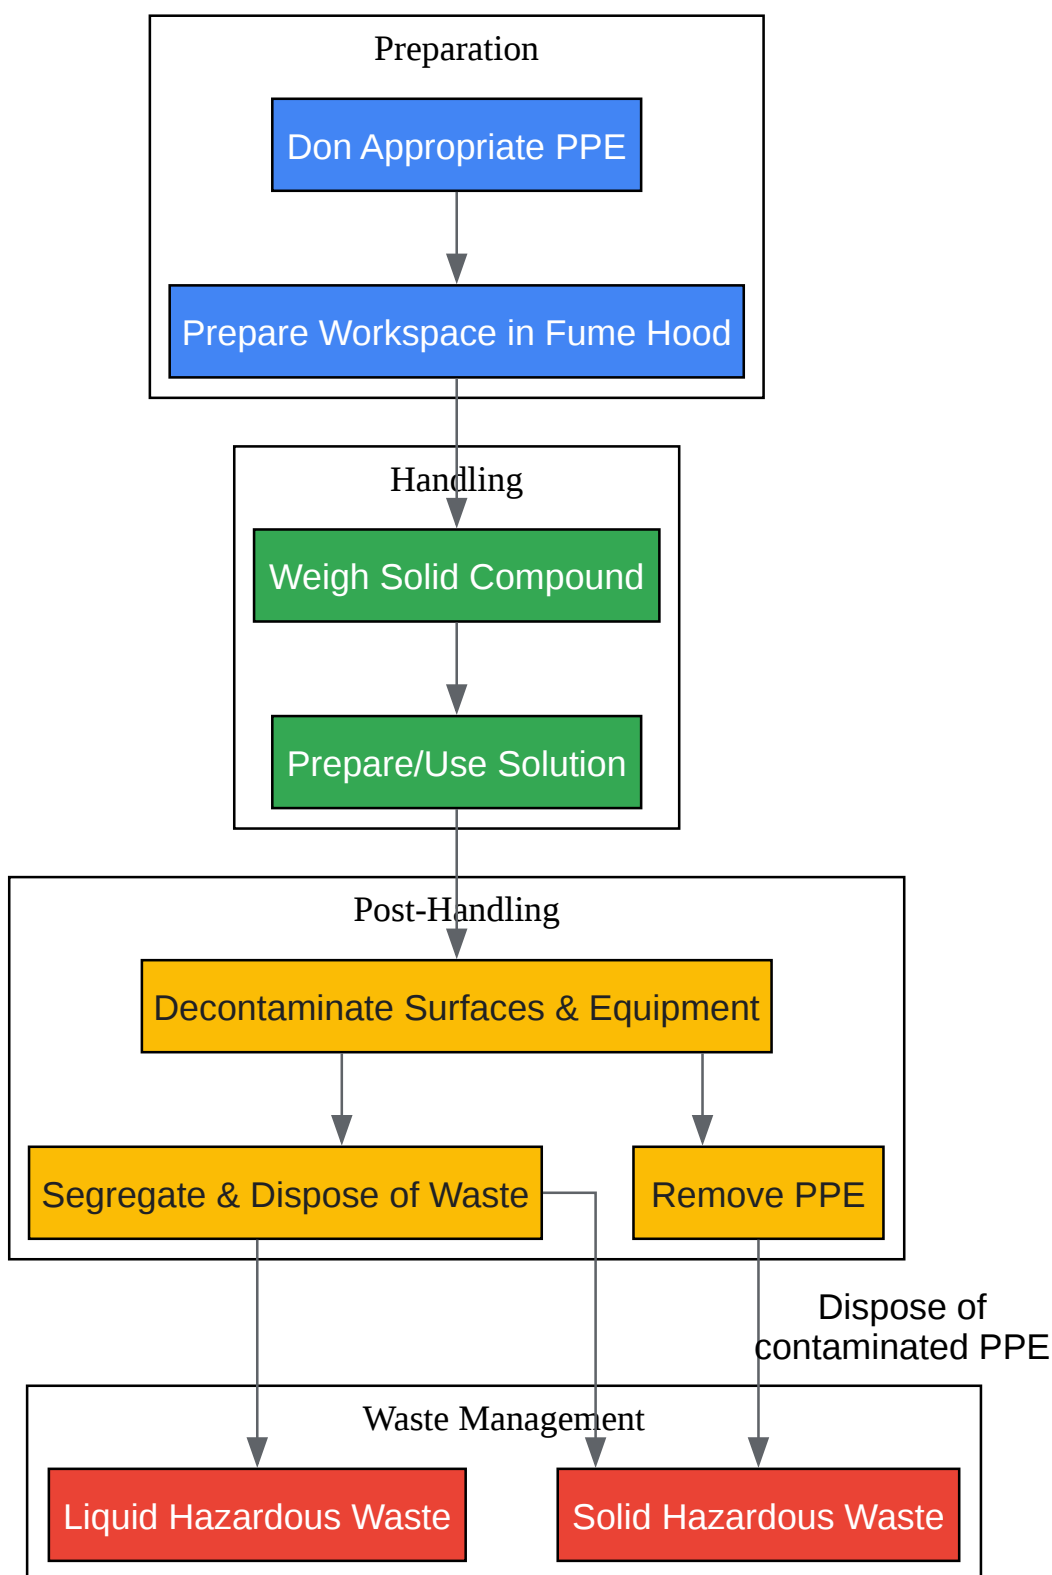 Preparation
Don Appropriate PPE
Prepare Workspace in Fume Hood
Handling
Weigh Solid Compound
Prepare/Use Solution
Post-Handling
Decontaminate Surfaces & Equipment
Segregate & Dispose of Waste
Remove PPE
Dispose of
contaminated PPE
Waste Management
Liquid Hazardous Waste
Solid Hazardous Waste